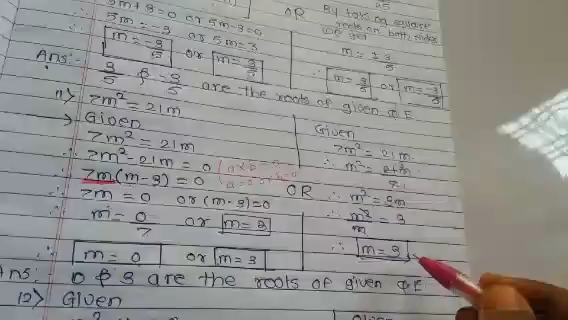 5m+3=0 or 5m-3=0
5m=-3 or 5m=3
m=-3/5 or m=3/5
OR
By taking square
roots on both sides
we get
m=±3/5
∴ m=3/5 or m=-3/5
Ans:- 3/5 & -3/5 are the roots of given QE
11) 7m²=21m
→ Given
7m²=21m
∴ 7m²-21m=0
∴ 7m(m-3)=0
∴ 7m=0 or (m-3)=0
m=0/7 or m=3
∴ m=0 or m=3
OR
Given
7m²=21m
∴ m²=21m/7
∴ m²=3m
∴ m²/m=3
∴ m=3
Ans: 0 & 3 are the roots of given QE
12) Given